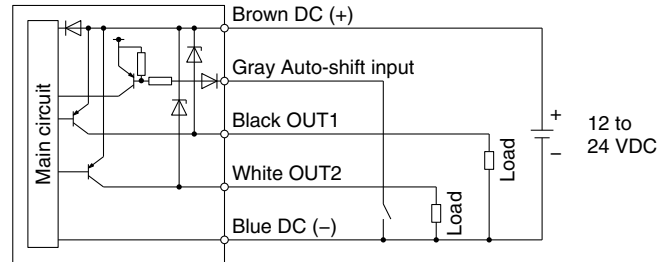 Brown DC (+)
Gray Auto-shift input
Black OUT1
White OUT2
Blue DC (−)
Main circuit
Load
Load
+
−
12 to
24 VDC